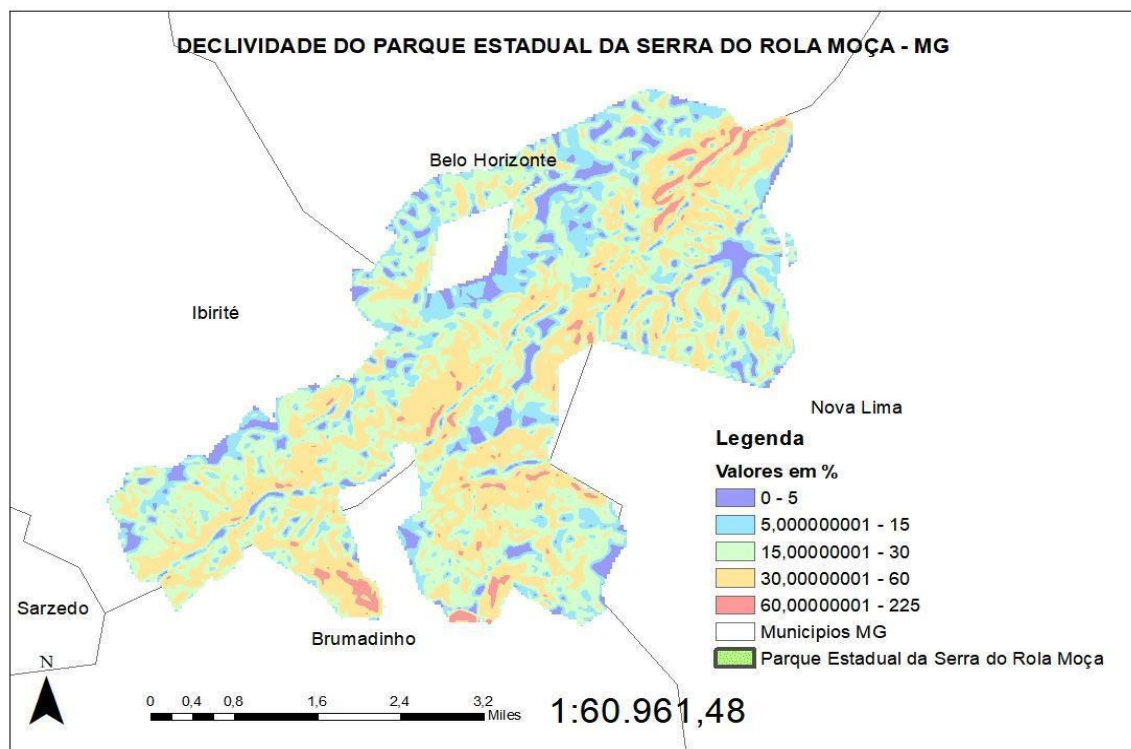 DECLIVIDADE DO PARQUE ESTADUAL DA SERRA DO ROLA MOÇA - MG
Belo Horizonte
Ibirité
Nova Lima
Legenda
Valores em %
0 - 5
5,000000001 - 15
15,00000001 - 30
30,00000001 - 60
60,00000001 - 225
Municipios MG
Parque Estadual da Serra do Rola Moça
Sarzedo
Brumadinho
N
0 0,4 0,8 1,6 2,4 3,2
Miles
1:60.961,48